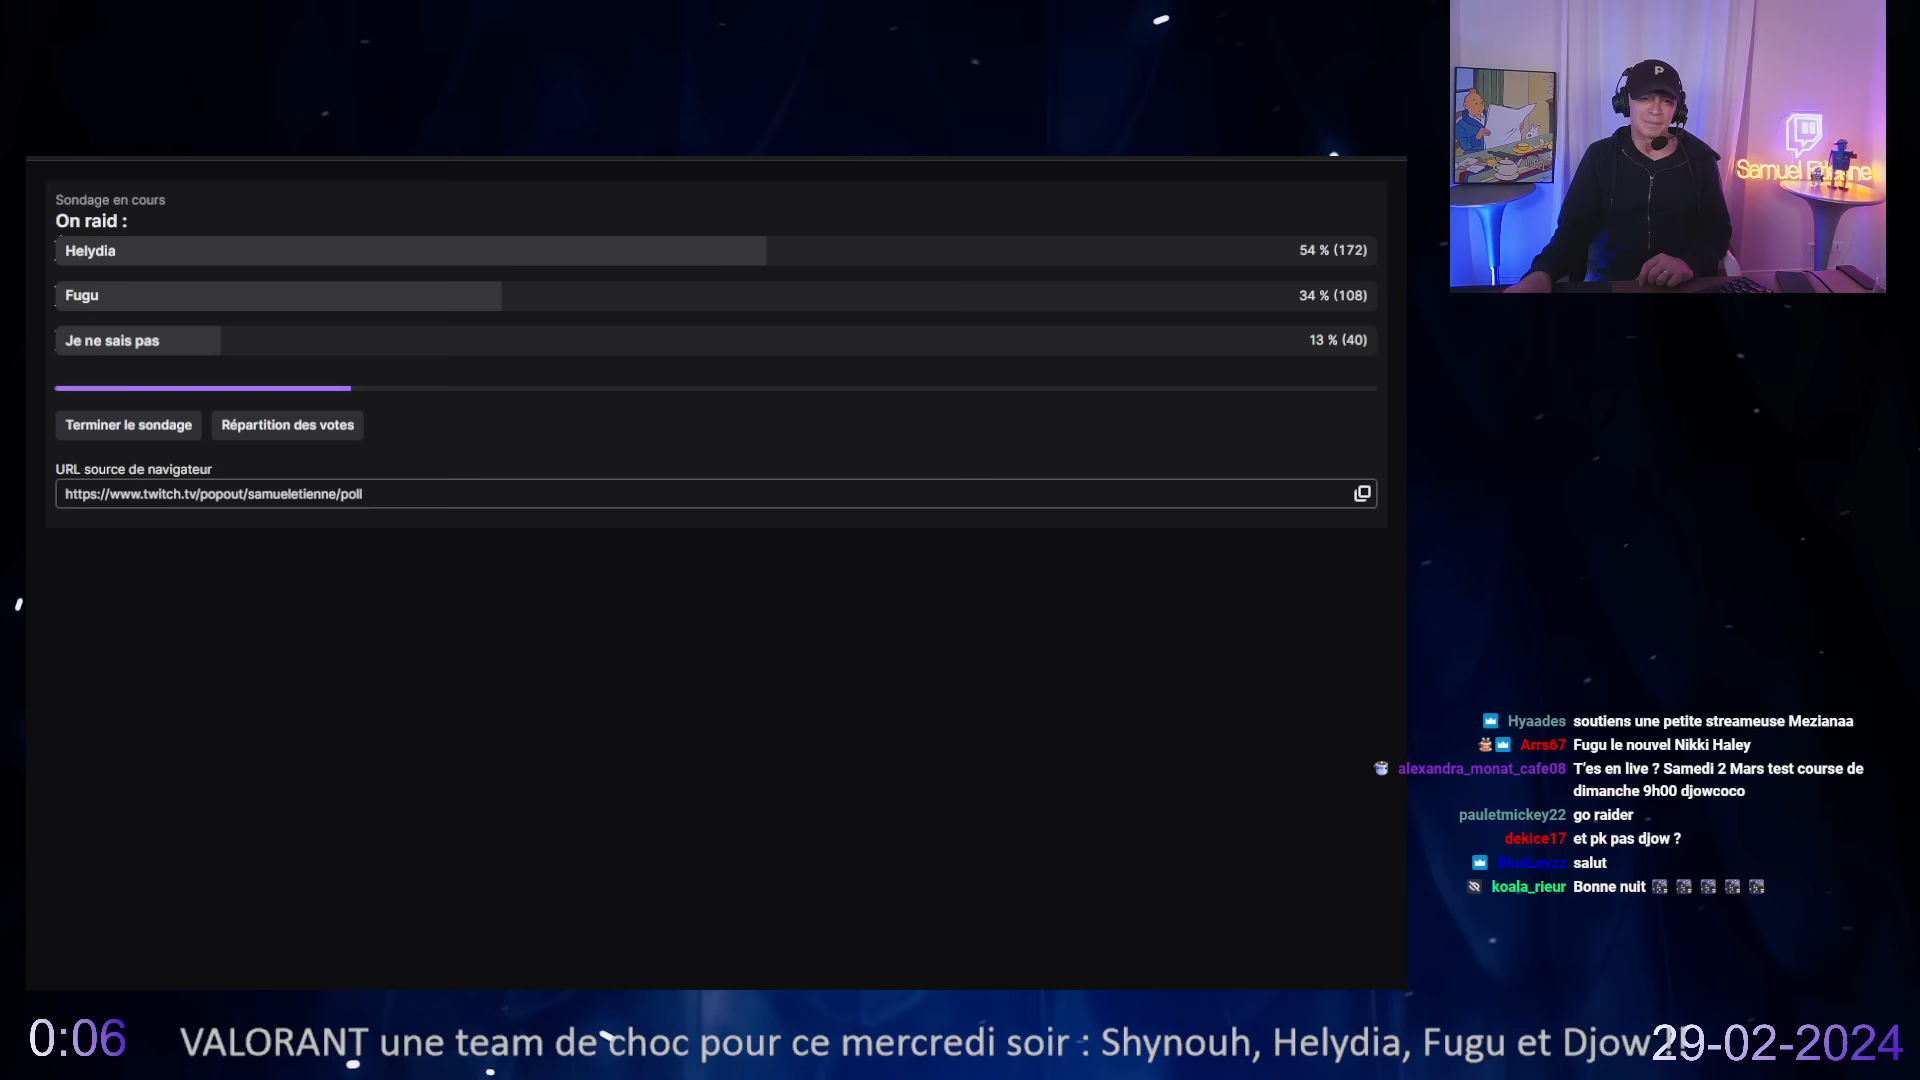 P
Samuel Etienne
Sondage en cours
On raid :
Helydia
54 % (172)
Fugu
34 % (108)
Je ne sais pas
13 % (40)
Terminer le sondage
Répartition des votes
URL source de navigateur
https://www.twitch.tv/popout/samueletienne/poll
Hyaades soutiens une petite streameuse Mezianaa
Arrs67 Fugu le nouvel Nikki Haley
alexandra_monat_cafe08 T'es en live ? Samedi 2 Mars test course de
dimanche 9h00 djowcoco
pauletmickey22 go raider
dekice17 et pk pas djow ?
salut
koala_rieur Bonne nuit
0:06
VALORANT une team de choc pour ce mercredi soir : Shynouh, Helydia, Fugu et Djow
29-02-2024